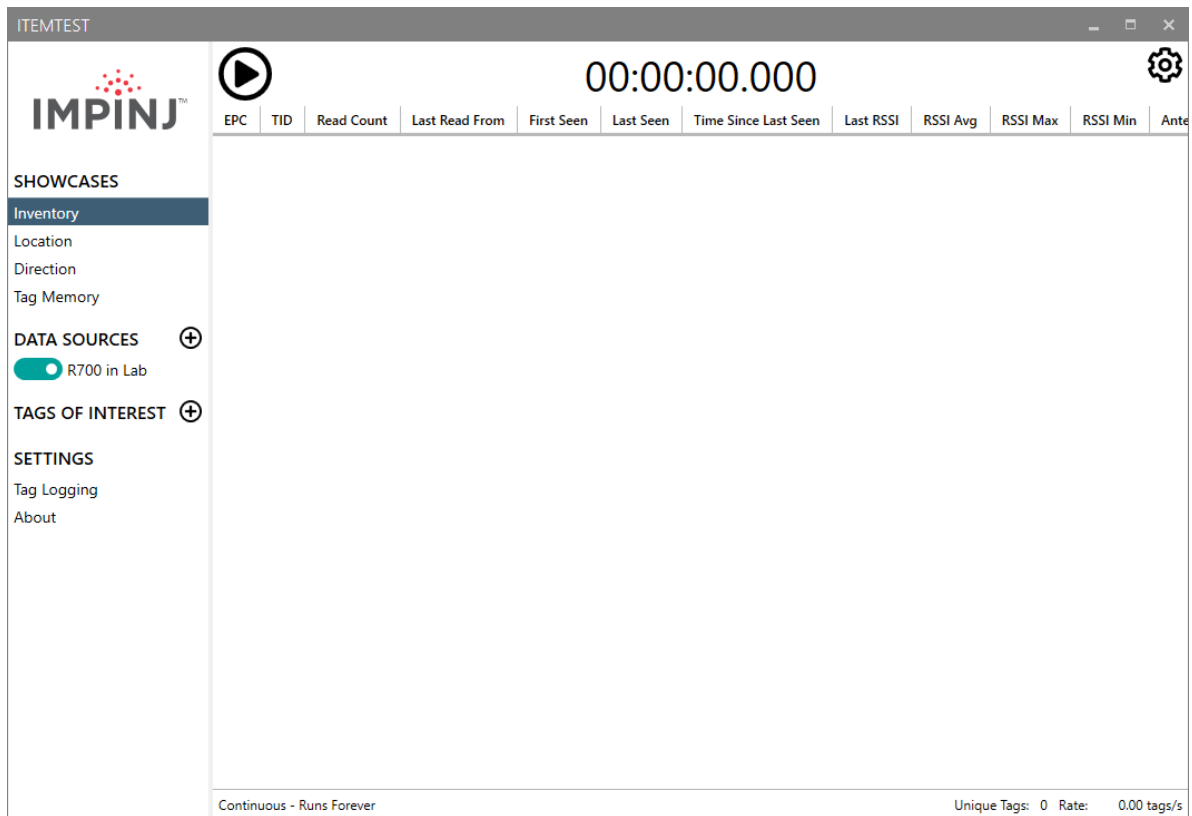 ITEMTEST
IMPINJ™
00:00:00.000
EPC TID Read Count Last Read From First Seen Last Seen Time Since Last Seen Last RSSI RSSI Avg RSSI Max RSSI Min Ante
SHOWCASES
Inventory
Location
Direction
Tag Memory
DATA SOURCES
R700 in Lab
TAGS OF INTEREST
SETTINGS
Tag Logging
About
Continuous - Runs Forever Unique Tags: 0 Rate: 0.00 tags/s